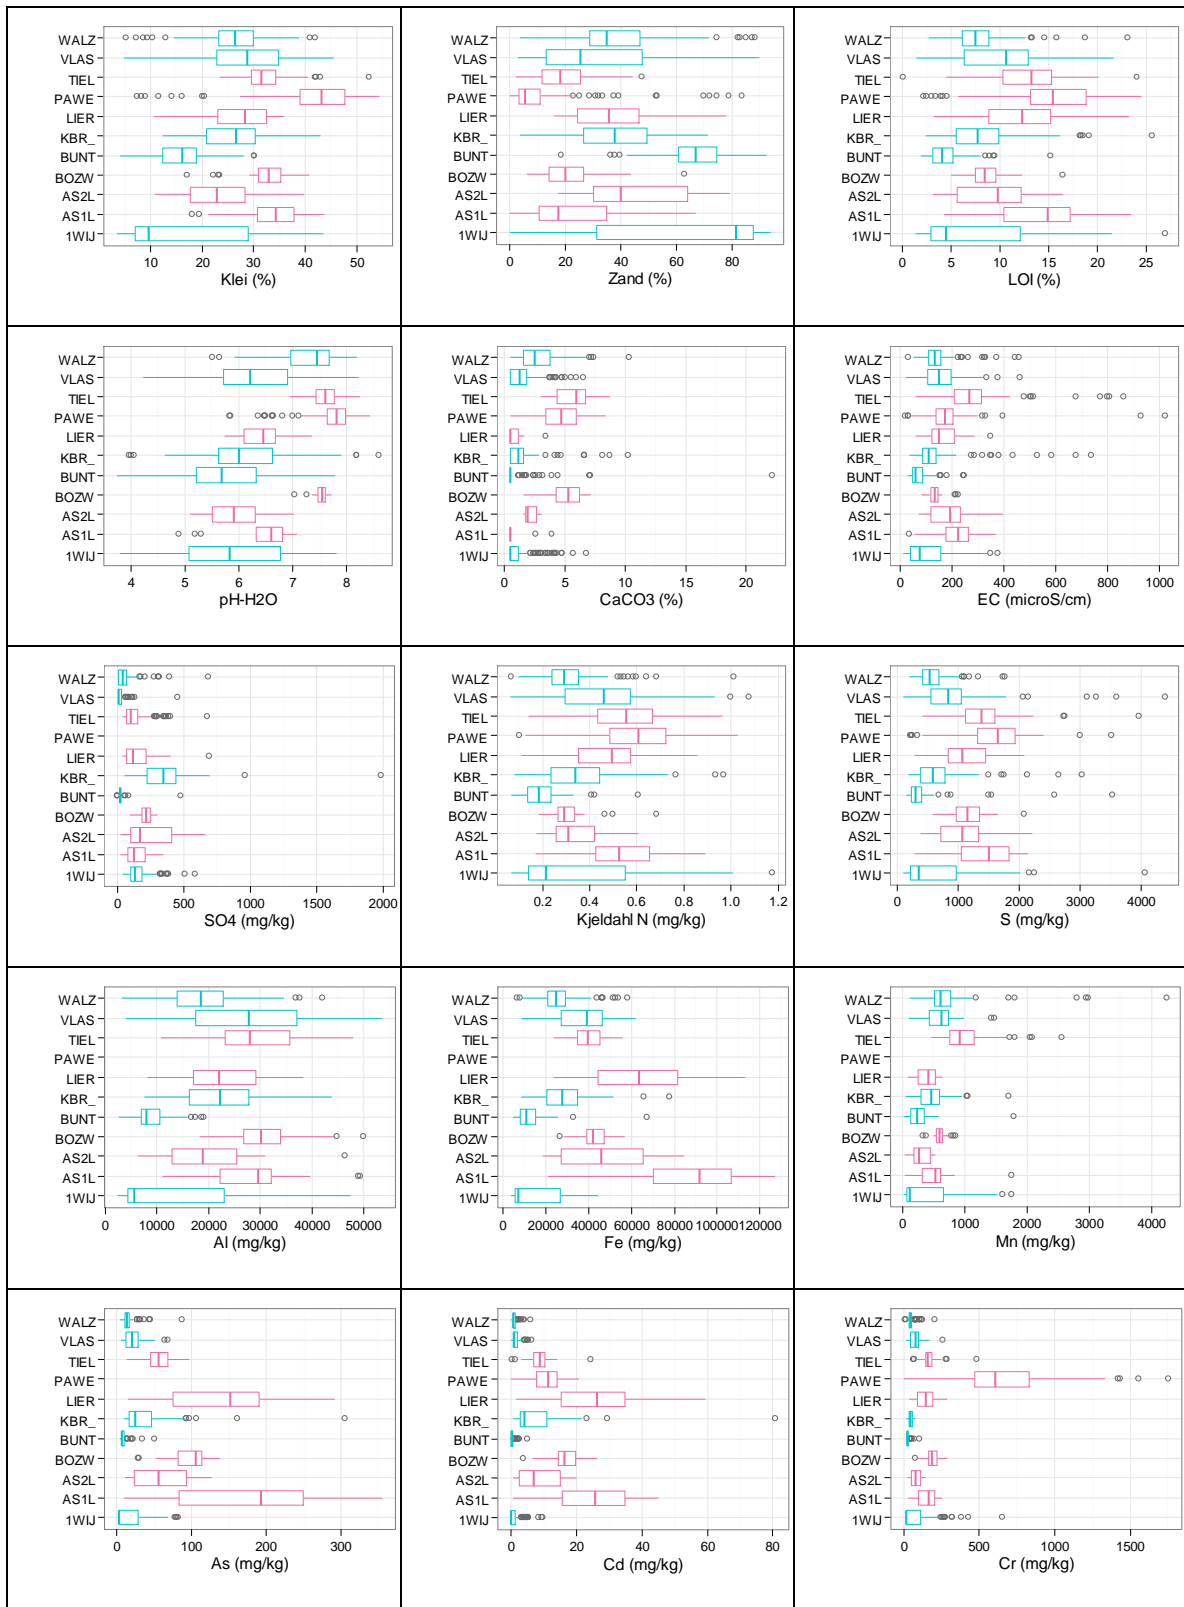 WALZ
VLAS
TIEL
PAWE
LIER
KBR_
BUNT
BOZW
AS2L
AS1L
1WIJ
10 20 30 40 50
Klei (%)
WALZ
VLAS
TIEL
PAWE
LIER
KBR_
BUNT
BOZW
AS2L
AS1L
1WIJ
0 20 40 60 80
Zand (%)
WALZ
VLAS
TIEL
PAWE
LIER
KBR_
BUNT
BOZW
AS2L
AS1L
1WIJ
0 5 10 15 20 25
LOI (%)
WALZ
VLAS
TIEL
PAWE
LIER
KBR_
BUNT
BOZW
AS2L
AS1L
1WIJ
4 5 6 7 8
pH-H2O
WALZ
VLAS
TIEL
PAWE
LIER
KBR_
BUNT
BOZW
AS2L
AS1L
1WIJ
0 5 10 15 20
CaCO3 (%)
WALZ
VLAS
TIEL
PAWE
LIER
KBR_
BUNT
BOZW
AS2L
AS1L
1WIJ
0 200 400 600 800 1000
EC (microS/cm)
WALZ
VLAS
TIEL
PAWE
LIER
KBR_
BUNT
BOZW
AS2L
AS1L
1WIJ
0 500 1000 1500 2000
SO4 (mg/kg)
WALZ
VLAS
TIEL
PAWE
LIER
KBR_
BUNT
BOZW
AS2L
AS1L
1WIJ
0.2 0.4 0.6 0.8 1.0 1.2
Kjeldahl N (mg/kg)
WALZ
VLAS
TIEL
PAWE
LIER
KBR_
BUNT
BOZW
AS2L
AS1L
1WIJ
0 1000 2000 3000 4000
S (mg/kg)
WALZ
VLAS
TIEL
PAWE
LIER
KBR_
BUNT
BOZW
AS2L
AS1L
1WIJ
0 10000 20000 30000 40000 50000
Al (mg/kg)
WALZ
VLAS
TIEL
PAWE
LIER
KBR_
BUNT
BOZW
AS2L
AS1L
1WIJ
0 20000 40000 60000 80000 100000 120000
Fe (mg/kg)
WALZ
VLAS
TIEL
PAWE
LIER
KBR_
BUNT
BOZW
AS2L
AS1L
1WIJ
0 1000 2000 3000 4000
Mn (mg/kg)
WALZ
VLAS
TIEL
PAWE
LIER
KBR_
BUNT
BOZW
AS2L
AS1L
1WIJ
0 100 200 300
As (mg/kg)
WALZ
VLAS
TIEL
PAWE
LIER
KBR_
BUNT
BOZW
AS2L
AS1L
1WIJ
0 20 40 60 80
Cd (mg/kg)
WALZ
VLAS
TIEL
PAWE
LIER
KBR_
BUNT
BOZW
AS2L
AS1L
1WIJ
0 500 1000 1500
Cr (mg/kg)